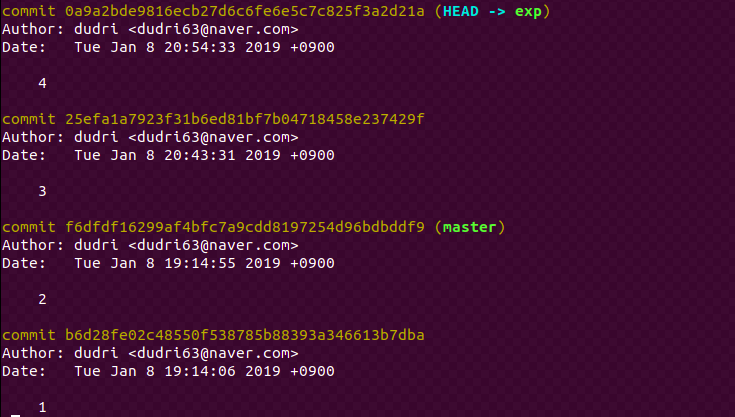 commit 0a9a2bde9816ecb27d6c6fe6e5c7c825f3a2d21a (HEAD -> exp)
Author: dudri <dudri63@naver.com>
Date:   Tue Jan 8 20:54:33 2019 +0900
4
commit 25efa1a7923f31b6ed81bf7b04718458e237429f
Author: dudri <dudri63@naver.com>
Date:   Tue Jan 8 20:43:31 2019 +0900
3
commit f6dfdf16299af4bfc7a9cdd8197254d96bdbddf9 (master)
Author: dudri <dudri63@naver.com>
Date:   Tue Jan 8 19:14:55 2019 +0900
2
commit b6d28fe02c48550f538785b88393a346613b7dba
Author: dudri <dudri63@naver.com>
Date:   Tue Jan 8 19:14:06 2019 +0900
1